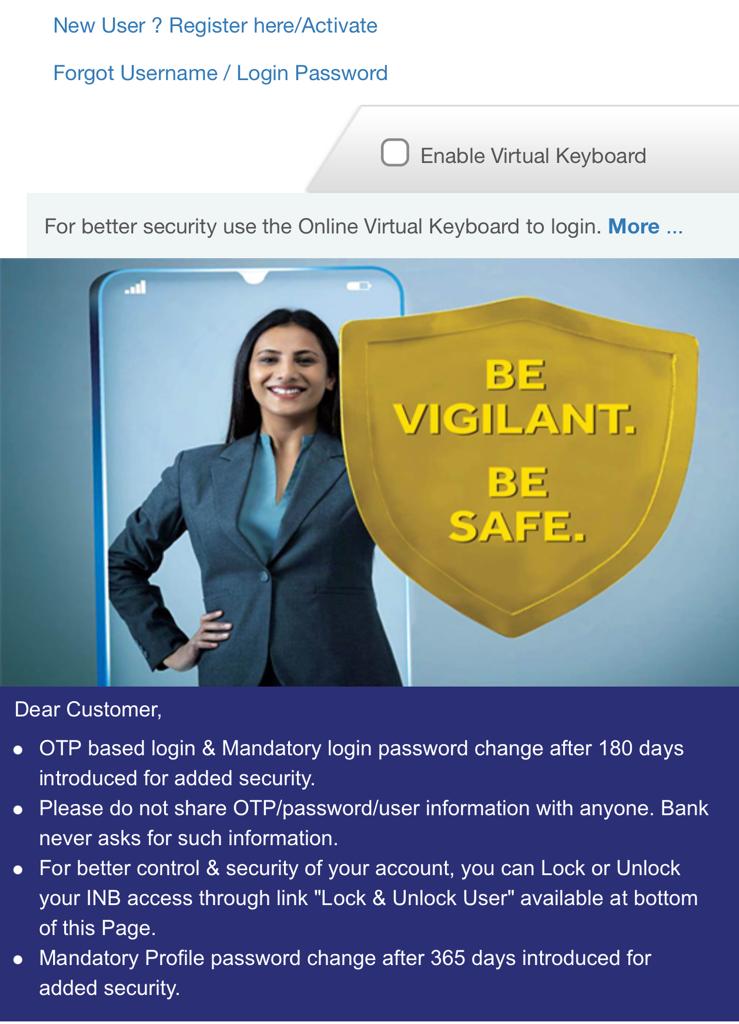 New User ? Register here/Activate
Forgot Username / Login Password
Enable Virtual Keyboard
For better security use the Online Virtual Keyboard to login. More ...
BE
VIGILANT.
BE
SAFE.
Dear Customer,
• OTP based login & Mandatory login password change after 180 days
introduced for added security.
• Please do not share OTP/password/user information with anyone. Bank
never asks for such information.
• For better control & security of your account, you can Lock or Unlock
your INB access through link "Lock & Unlock User" available at bottom
of this Page.
• Mandatory Profile password change after 365 days introduced for
added security.